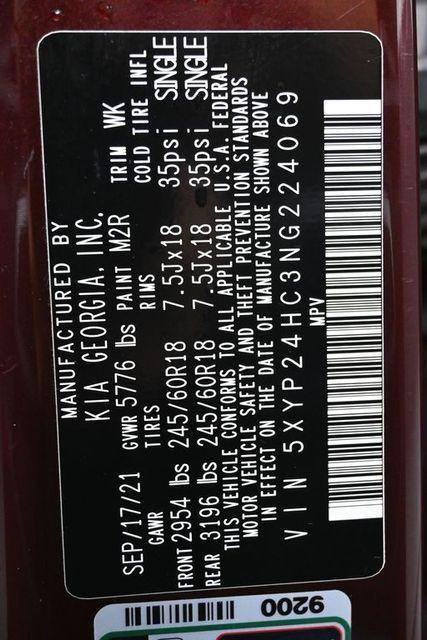 MANUFACTURED BY
KIA GEORGIA, INC.
SEP/17/21 GVWR 5776 lbs PAINT M2R TRIM WK
GAWR TIRES RIMS COLD TIRE INFL
FRONT 2954 lbs 245/60R18 7.5Jx18 35psi SINGLE
REAR 3196 lbs 245/60R18 7.5Jx18 35psi SINGLE
THIS VEHICLE CONFORMS TO ALL APPLICABLE U.S.A. FEDERAL
MOTOR VEHICLE SAFETY AND THEFT PREVENTION STANDARDS
IN EFFECT ON THE DATE OF MANUFACTURE SHOWN ABOVE
VIN 5XYP24HC3NG224069
MPV
9200